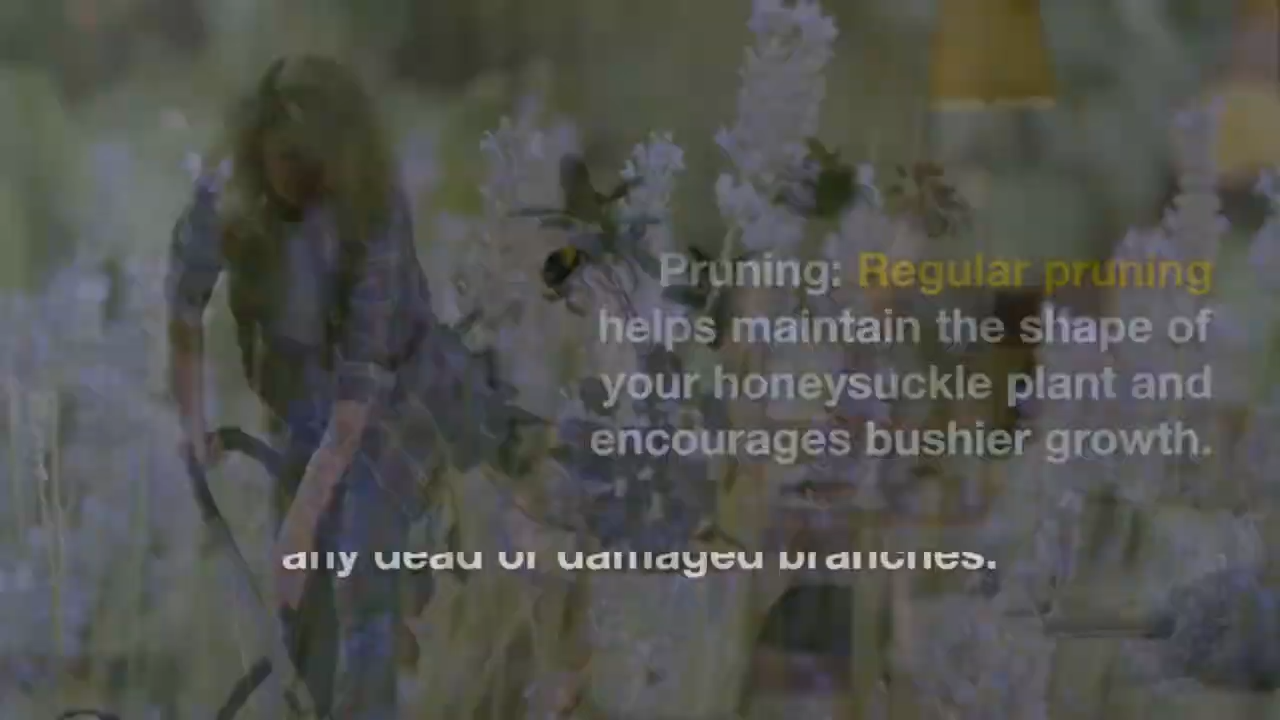 Pruning: Regular pruning
helps maintain the shape of
your honeysuckle plant and
encourages bushier growth.
any dead or damaged branches.